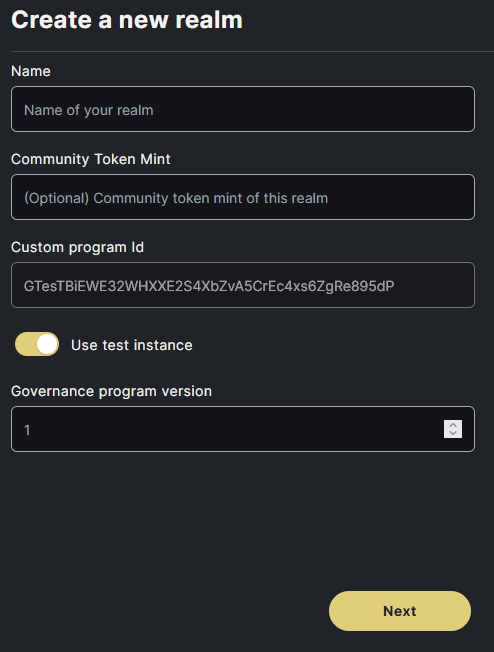 Create a new realm
Name
Name of your realm
Community Token Mint
(Optional) Community token mint of this realm
Custom program Id
GTesTBiEWE32WHXXE2S4XbZvA5CrEc4xs6ZgRe895dP
Use test instance
Governance program version
1
Next